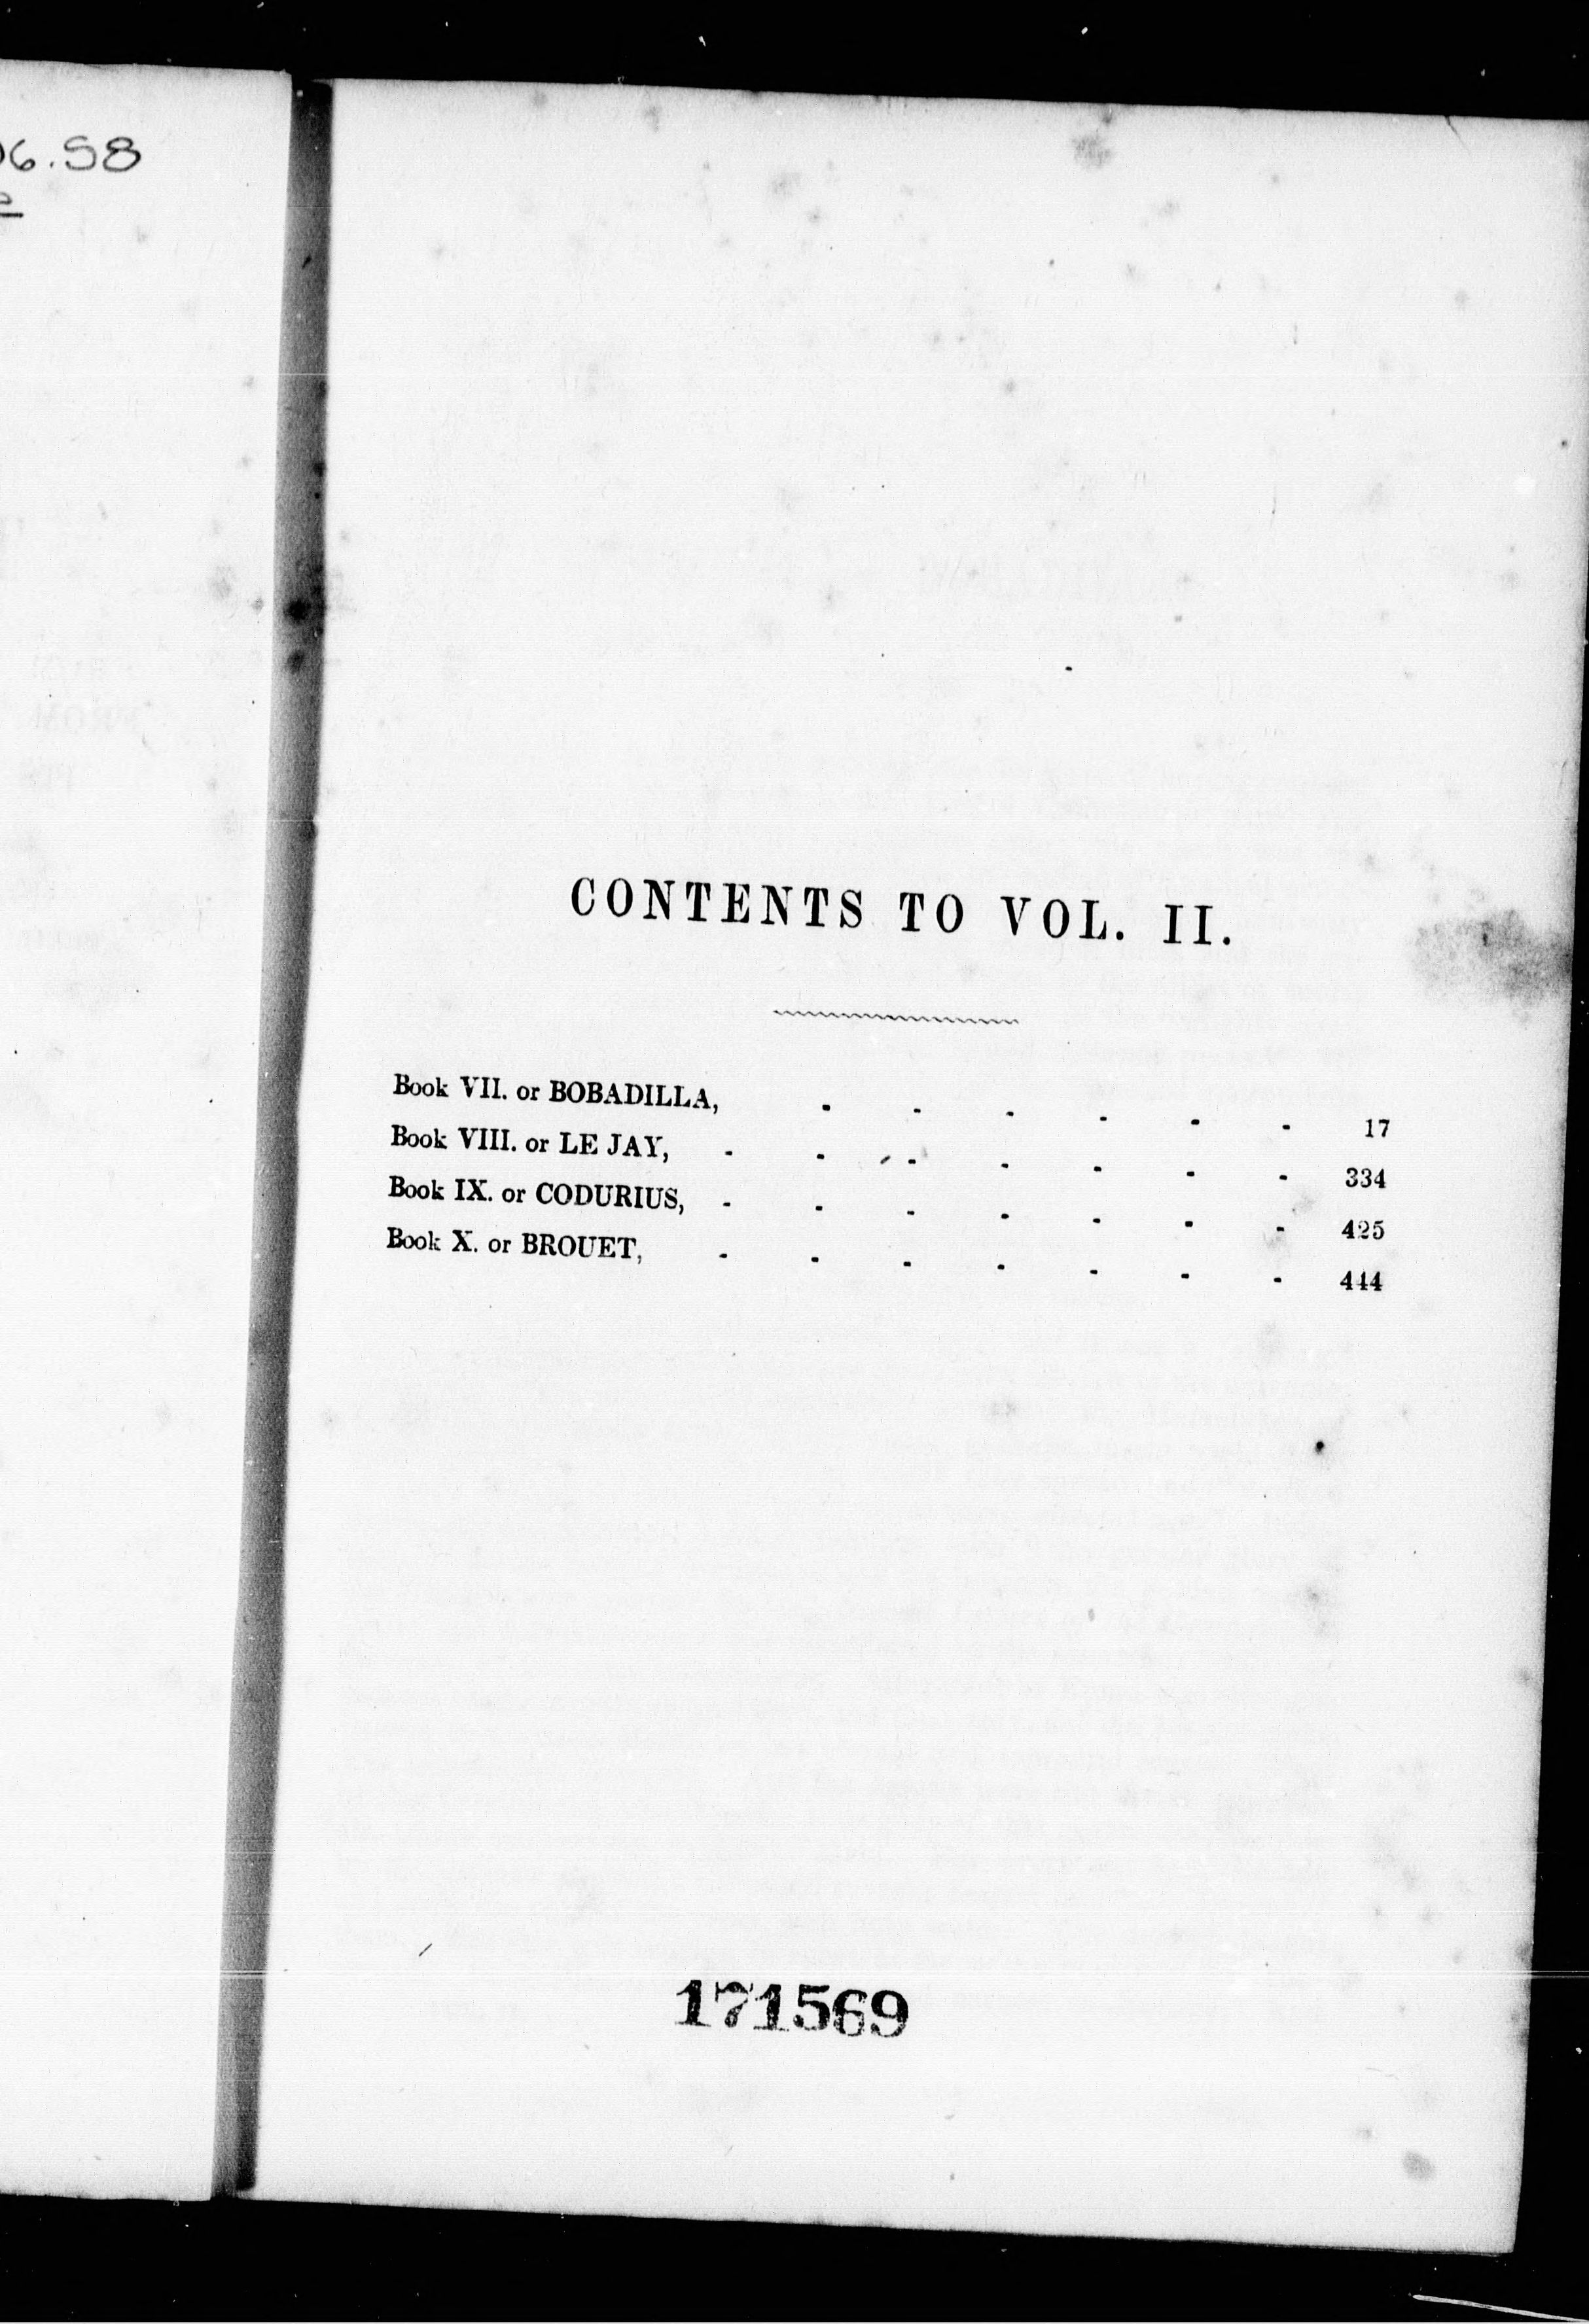 6.58
CONTENTS TO VOL. II.
Book VII. or BOBADILLA, - - - - - - 17
Book VIII. or LE JAY, - - - - - - - 334
Book IX. or CODURIUS, - - - - - - - 425
Book X. or BROUET, - - - - - - - 444
171569